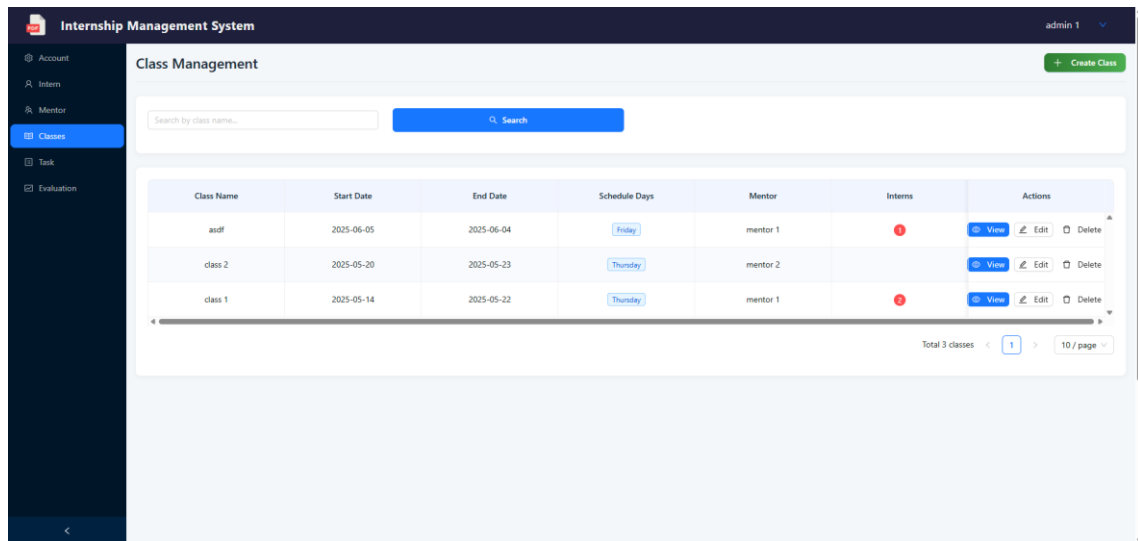 PDF
Internship Management System
admin 1
Account
Intern
Mentor
Classes
Task
Evaluation
Class Management
+ Create Class
Search by class name...
Search
Class Name Start Date End Date Schedule Days Mentor Interns Actions
asdf 2025-06-05 2025-06-04 Friday mentor 1 1 View Edit Delete
class 2 2025-05-20 2025-05-23 Thursday mentor 2 View Edit Delete
class 1 2025-05-14 2025-05-22 Thursday mentor 1 2 View Edit Delete
Total 3 classes < 1 > 10 / page
<